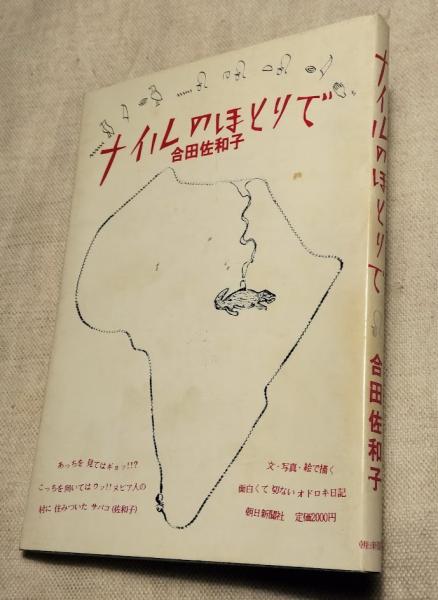 ナイルのほとりで
合田佐和子
あっちを 見てはギョッ!!?
こっちを向いてはウッ!! ヌビア人の
村に 住みついた サバコ(佐和子)
文・写真・絵で描く
面白くて 切ない オドロキ日記
朝日新聞社 定価2000円
ナイルのほとりで
合田佐和子